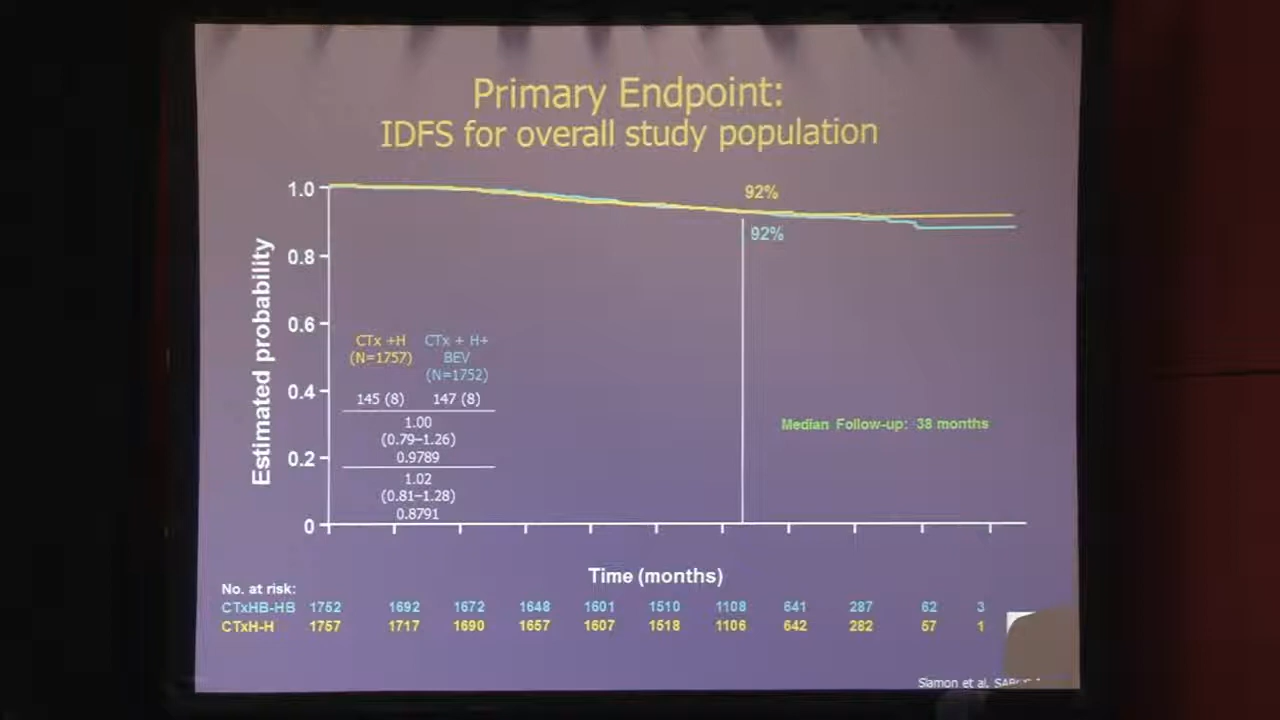 Primary Endpoint:
IDFS for overall study population
1.0
0.8
0.6
0.4
0.2
0
Estimated probability
92%
92%
CTx +H CTx + H+
(N=1757) BEV
(N=1752)
145 (8) 147 (8)
1.00
(0.79–1.26)
0.9789
1.02
(0.81–1.28)
0.8791
Median Follow-up: 38 months
Time (months)
No. at risk:
CTxHB-HB 1752 1692 1672 1648 1601 1510 1108 641 287 62 3
CTxH-H 1757 1717 1690 1657 1607 1518 1106 642 282 57 1
Slamon et al.